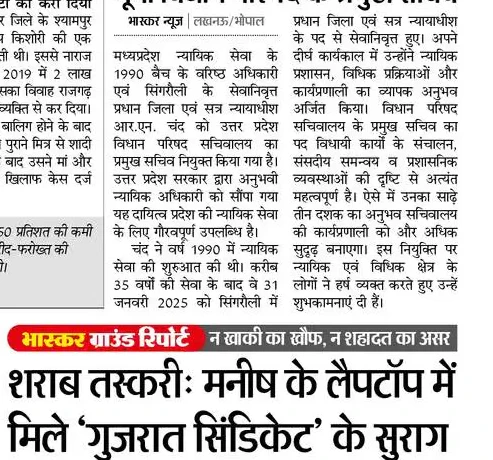 के जिले के श्यामपुर
किशोरी की एक
ती थी। इससे नाराज
2019 में 2 लाख
सका विवाह राजगढ़
व्यक्ति से कर दिया।
बालिग होने के बाद
पुराने मित्र से शादी
बाद उसने मां और
खिलाफ केस दर्ज
50 प्रतिशत की कमी
रीद-फरोख्त की
भास्कर न्यूज | लखनऊ/भोपाल
मध्यप्रदेश न्यायिक सेवा के
1990 बैच के वरिष्ठ अधिकारी
एवं सिंगरौली के सेवानिवृत्त
प्रधान जिला एवं सत्र न्यायाधीश
आर.एन. चंद को उत्तर प्रदेश
विधान परिषद सचिवालय का
प्रमुख सचिव नियुक्त किया गया है।
उत्तर प्रदेश सरकार द्वारा अनुभवी
न्यायिक अधिकारी को सौंपा गया
यह दायित्व प्रदेश की न्यायिक सेवा
के लिए गौरवपूर्ण उपलब्धि है।
चंद ने वर्ष 1990 में न्यायिक
सेवा की शुरुआत की थी। करीब
35 वर्षों की सेवा के बाद वे 31
जनवरी 2025 को सिंगरौली में
प्रधान जिला एवं सत्र न्यायाधीश
के पद से सेवानिवृत्त हुए। अपने
दीर्घ कार्यकाल में उन्होंने न्यायिक
प्रशासन, विधिक प्रक्रियाओं और
कार्यप्रणाली का व्यापक अनुभव
अर्जित किया। विधान परिषद
सचिवालय के प्रमुख सचिव का
पद विधायी कार्यों के संचालन,
संसदीय समन्वय व प्रशासनिक
व्यवस्थाओं की दृष्टि से अत्यंत
महत्वपूर्ण है। ऐसे में उनका साढ़े
तीन दशक का अनुभव सचिवालय
की कार्यप्रणाली को और अधिक
सुदृढ़ बनाएगा। इस नियुक्ति पर
न्यायिक एवं विधिक क्षेत्र के
लोगों ने हर्ष व्यक्त करते हुए उन्हें
शुभकामनाएं दी हैं।
भास्कर ग्राउंड रिपोर्ट न खाकी का खौफ, न शहादत का असर
शराब तस्करी: मनीष के लैपटॉप में
मिले ‘गुजरात सिंडिकेट’ के सुराग